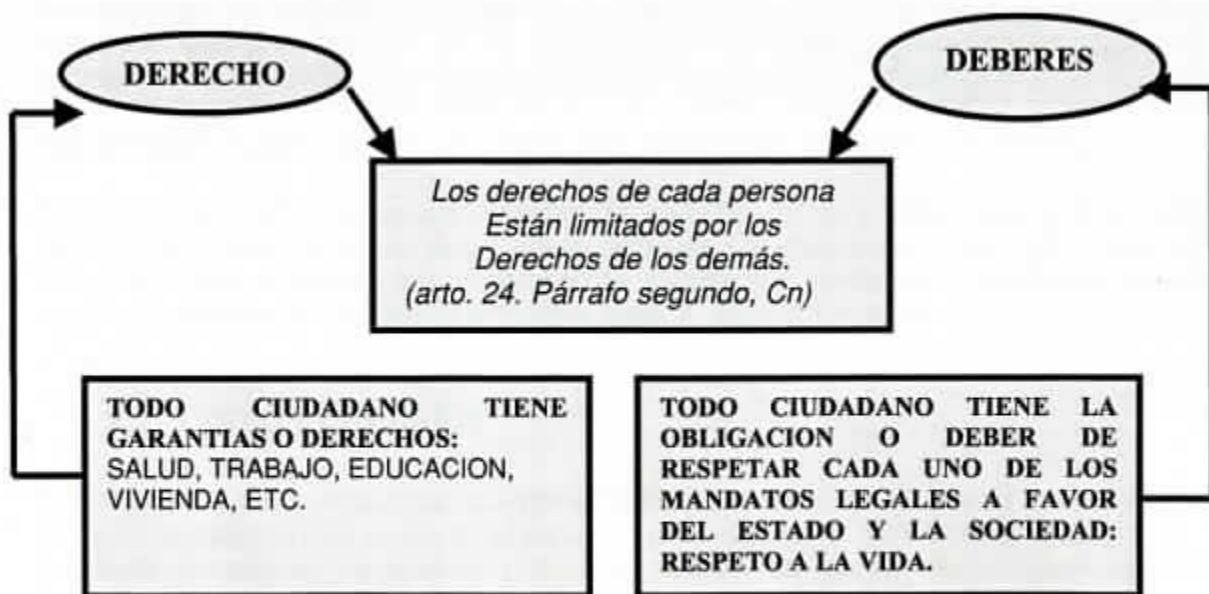 DERECHO
DEBERES
Los derechos de cada persona
Están limitados por los
Derechos de los demás.
(arto. 24. Párrafo segundo, Cn)
TODO CIUDADANO TIENE
GARANTIAS O DERECHOS:
SALUD, TRABAJO, EDUCACION,
VIVIENDA, ETC.
TODO CIUDADANO TIENE LA
OBLIGACION O DEBER DE
RESPETAR CADA UNO DE LOS
MANDATOS LEGALES A FAVOR
DEL ESTADO Y LA SOCIEDAD:
RESPETO A LA VIDA.